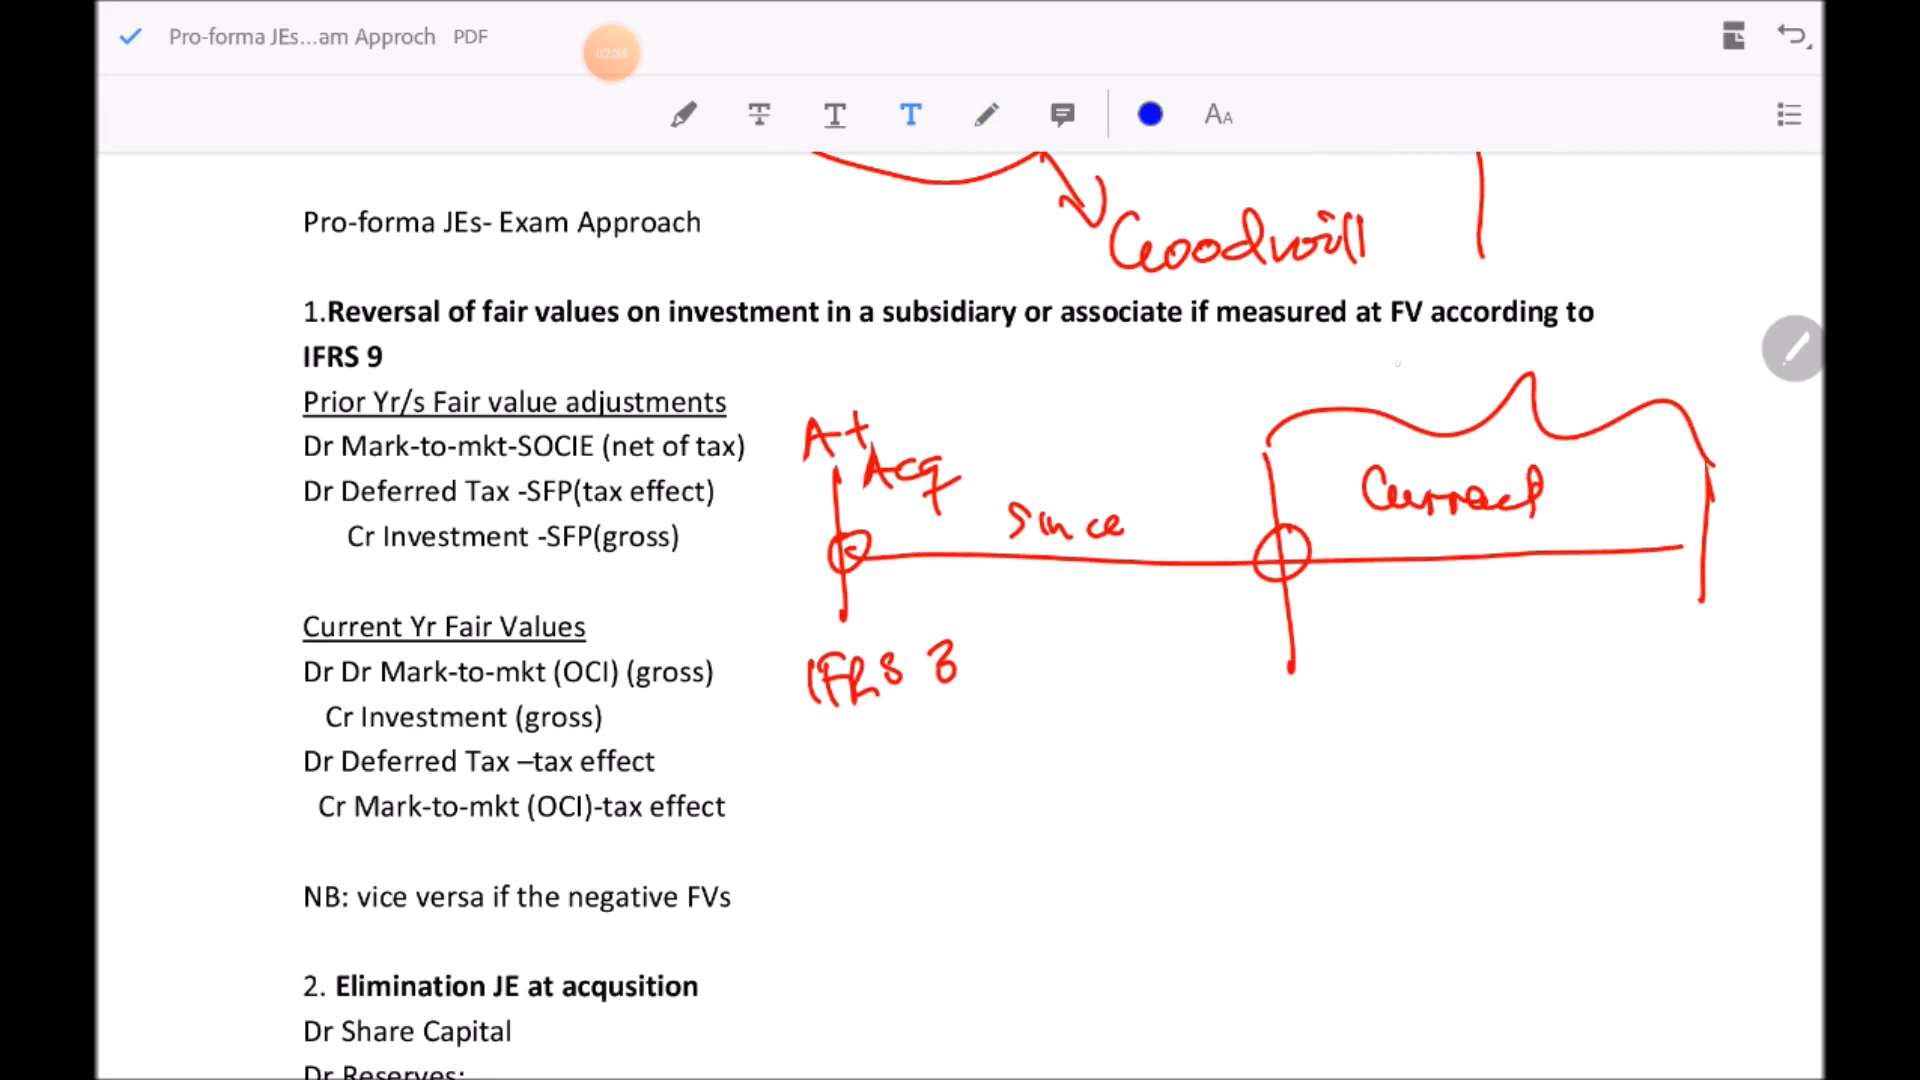 Pro-forma JEs...am Approch PDF
02:34
Goodwill
Pro-forma JEs- Exam Approach
1.Reversal of fair values on investment in a subsidiary or associate if measured at FV according to
IFRS 9
Prior Yr/s Fair value adjustments
Dr Mark-to-mkt-SOCIE (net of tax)
Dr Deferred Tax -SFP(tax effect)
Cr Investment -SFP(gross)
At
Acq
Since
Current
IFRS 3
Current Yr Fair Values
Dr Dr Mark-to-mkt (OCI) (gross)
Cr Investment (gross)
Dr Deferred Tax –tax effect
Cr Mark-to-mkt (OCI)-tax effect
NB: vice versa if the negative FVs
2. Elimination JE at acqusition
Dr Share Capital
Dr Reserves: